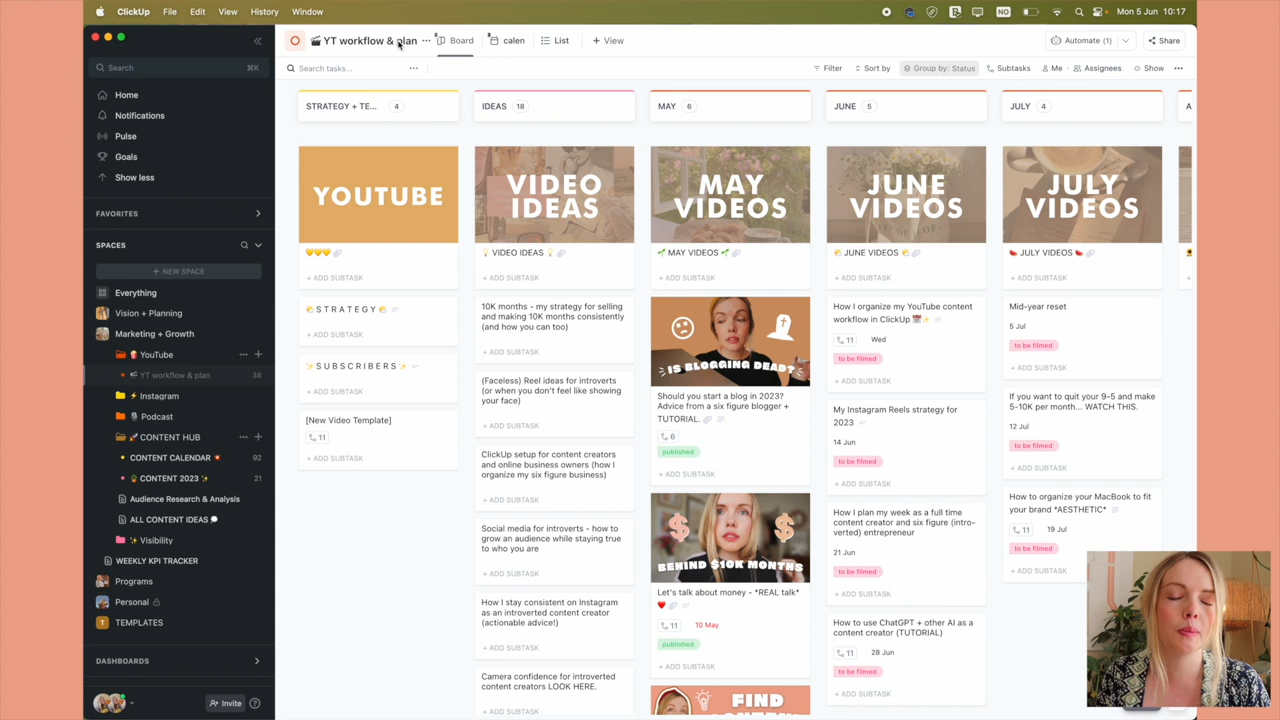 ClickUp File Edit View History Window
NO
Mon 5 Jun 10:17
YT workflow & plan
Board
calen
List
+ View
Automate (1)
Share
Search
⌘K
Search tasks...
Filter
Sort by
Group by: Status
Subtasks
Me
Assignees
Show
Home
Notifications
Pulse
Goals
Show less
FAVORITES
SPACES
+ NEW SPACE
Everything
Vision + Planning
Marketing + Growth
YouTube
YT workflow & plan 38
Instagram
Podcast
CONTENT HUB
CONTENT CALENDAR 92
CONTENT 2023 21
Audience Research & Analysis
ALL CONTENT IDEAS
Visibility
WEEKLY KPI TRACKER
Programs
Personal
T TEMPLATES
DASHBOARDS
Invite
STRATEGY + TE... 4
YOUTUBE
+ ADD SUBTASK
S T R A T E G Y
+ ADD SUBTASK
S U B S C R I B E R S
+ ADD SUBTASK
[New Video Template]
11
+ ADD SUBTASK
IDEAS 18
VIDEO
IDEAS
VIDEO IDEAS
+ ADD SUBTASK
10K months - my strategy for selling
and making 10K months consistently
(and how you can too)
+ ADD SUBTASK
(Faceless) Reel ideas for introverts
(or when you don't feel like showing
your face)
+ ADD SUBTASK
ClickUp setup for content creators
and online business owners (how I
organize my six figure business)
+ ADD SUBTASK
Social media for introverts - how to
grow an audience while staying true
to who you are
+ ADD SUBTASK
How I stay consistent on Instagram
as an introverted content creator
(actionable advice!)
+ ADD SUBTASK
Camera confidence for introverted
content creators LOOK HERE.
+ ADD SUBTASK
MAY 6
MAY
VIDEOS
MAY VIDEOS
+ ADD SUBTASK
IS BLOGGING DEAD?
Should you start a blog in 2023?
Advice from a six figure blogger +
TUTORIAL.
6
published
+ ADD SUBTASK
BEHIND $10K MONTHS
Let's talk about money - *REAL talk*
11 10 May
published
+ ADD SUBTASK
FIND
JUNE 5
JUNE
VIDEOS
JUNE VIDEOS
+ ADD SUBTASK
How I organize my YouTube content
workflow in ClickUp
11 Wed
to be filmed
+ ADD SUBTASK
My Instagram Reels strategy for
2023
14 Jun
to be filmed
+ ADD SUBTASK
How I plan my week as a full time
content creator and six figure (intro-
verted) entrepreneur
21 Jun
to be filmed
+ ADD SUBTASK
How to use ChatGPT + other AI as a
content creator (TUTORIAL)
11 28 Jun
to be filmed
+ ADD SUBTASK
JULY 4
JULY
VIDEOS
JULY VIDEOS
+ ADD SUBTASK
Mid-year reset
5 Jul
to be filmed
+ ADD SUBTASK
If you want to quit your 9-5 and make
5-10K per month... WATCH THIS.
12 Jul
to be filmed
+ ADD SUBTASK
How to organize your MacBook to fit
your brand *AESTHETIC*
11 19 Jul
to be filmed
+ ADD SUBTASK
A